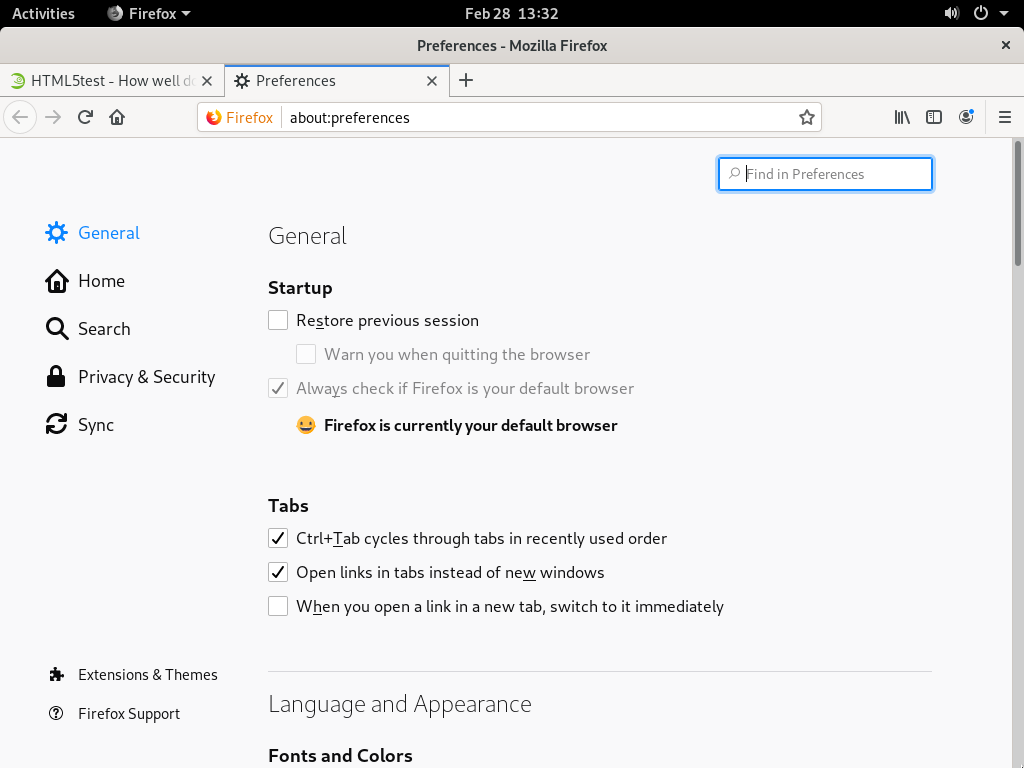 Activities Firefox Feb 28 13:32
Preferences - Mozilla Firefox
HTML5test - How well do Preferences
Firefox about:preferences
Find in Preferences
General
Home
Search
Privacy & Security
Sync
Extensions & Themes
Firefox Support
General
Startup
Restore previous session
Warn you when quitting the browser
Always check if Firefox is your default browser
Firefox is currently your default browser
Tabs
Ctrl+Tab cycles through tabs in recently used order
Open links in tabs instead of new windows
When you open a link in a new tab, switch to it immediately
Language and Appearance
Fonts and Colors